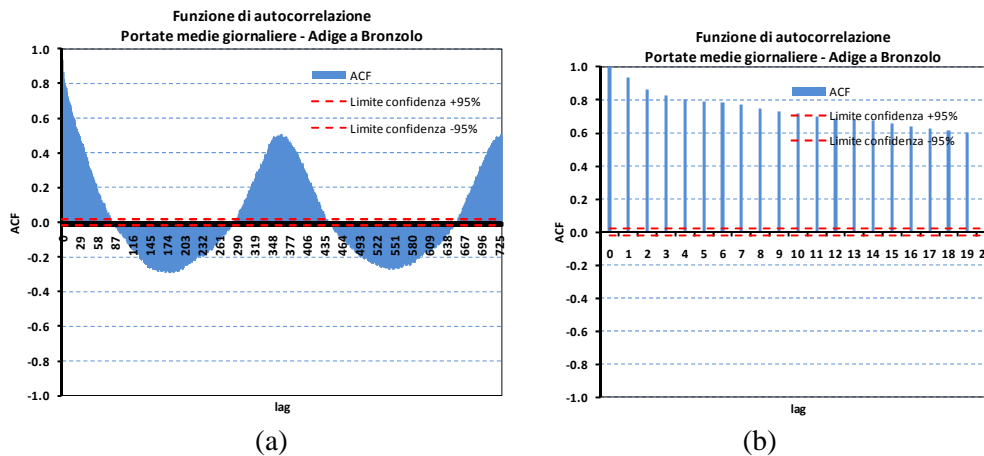 Funzione di autocorrelazione
Portate medie giornaliere - Adige a Bronzolo
1.0
0.8
0.6
0.4
0.2
0.0
-0.2
-0.4
-0.6
-0.8
-1.0
ACF
ACF
Limite confidenza +95%
Limite confidenza -95%
0 29 58 87 116 145 174 203 232 261 290 319 348 377 406 435 464 493 522 551 580 609 638 667 696 725
lag
(a)
Funzione di autocorrelazione
Portate medie giornaliere - Adige a Bronzolo
1.0
0.8
0.6
0.4
0.2
0.0
-0.2
-0.4
-0.6
-0.8
-1.0
ACF
ACF
Limite confidenza +95%
Limite confidenza -95%
0 1 2 3 4 5 6 7 8 9 10 11 12 13 14 15 16 17 18 19 2
lag
(b)